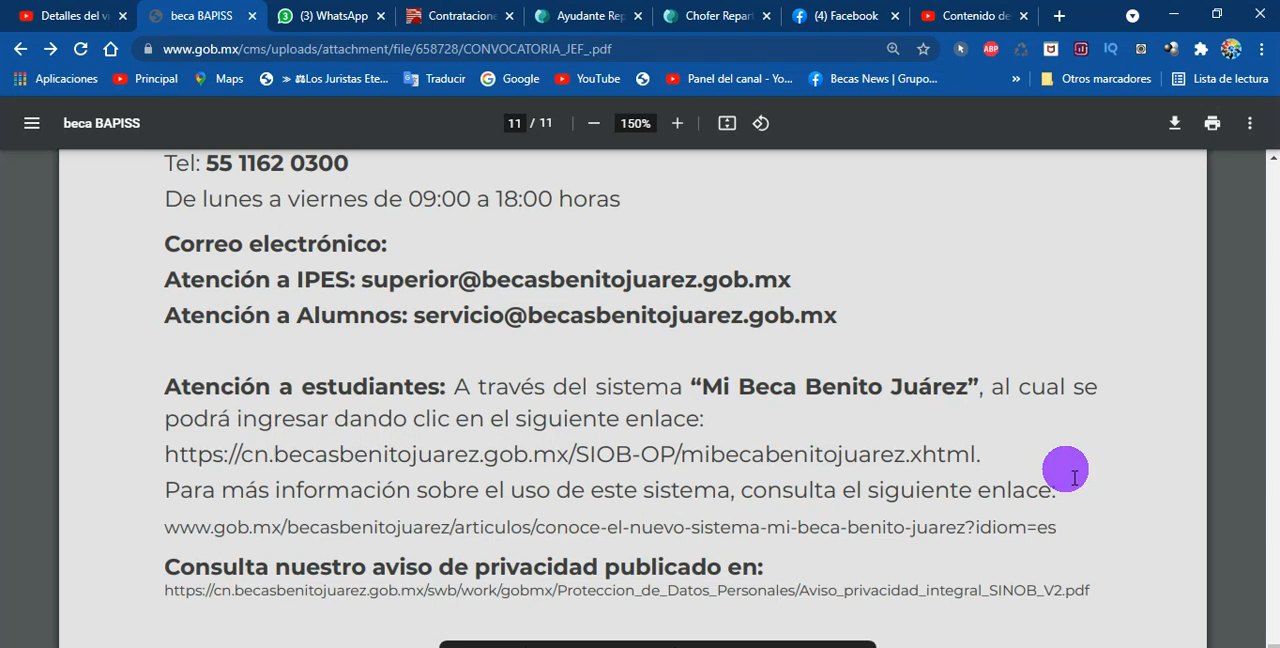 Detalles del vi
beca BAPISS
(3) WhatsApp
Contratacione
Ayudante Rep
Chofer Repart
(4) Facebook
Contenido de
www.gob.mx/cms/uploads/attachment/file/658728/CONVOCATORIA_JEF_.pdf
ABP
IQ
Aplicaciones
Principal
Maps
» ⚖Los Juristas Ete...
Traducir
Google
YouTube
Panel del canal - Yo...
Becas News | Grupo...
»
Otros marcadores
Lista de lectura
beca BAPISS
11 / 11
150%
Tel: 55 1162 0300
De lunes a viernes de 09:00 a 18:00 horas
Correo electrónico:
Atención a IPES: superior@becasbenitojuarez.gob.mx
Atención a Alumnos: servicio@becasbenitojuarez.gob.mx
Atención a estudiantes: A través del sistema “Mi Beca Benito Juárez”, al cual se
podrá ingresar dando clic en el siguiente enlace:
https://cn.becasbenitojuarez.gob.mx/SIOB-OP/mibecabenitojuarez.xhtml.
Para más información sobre el uso de este sistema, consulta el siguiente enlace:
www.gob.mx/becasbenitojuarez/articulos/conoce-el-nuevo-sistema-mi-beca-benito-juarez?idiom=es
Consulta nuestro aviso de privacidad publicado en:
https://cn.becasbenitojuarez.gob.mx/swb/work/gobmx/Proteccion_de_Datos_Personales/Aviso_privacidad_integral_SINOB_V2.pdf